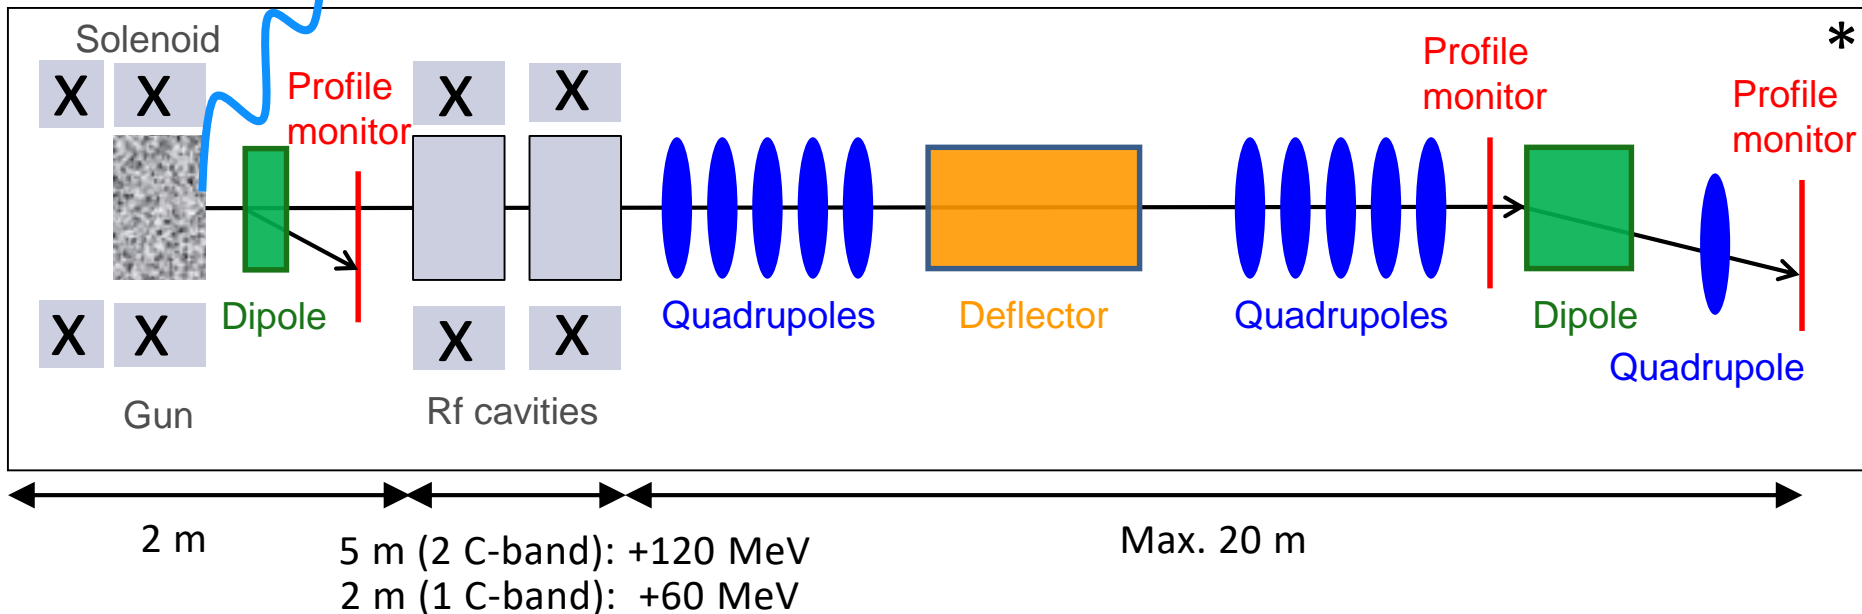 Solenoid
*
X X
Profile
monitor
X X
Profile
monitor
Profile
monitor
Dipole
Quadrupoles
Deflector
Quadrupoles
Dipole
X X
X X
Quadrupole
Gun
Rf cavities
2 m
5 m (2 C-band): +120 MeV
2 m (1 C-band): +60 MeV
Max. 20 m